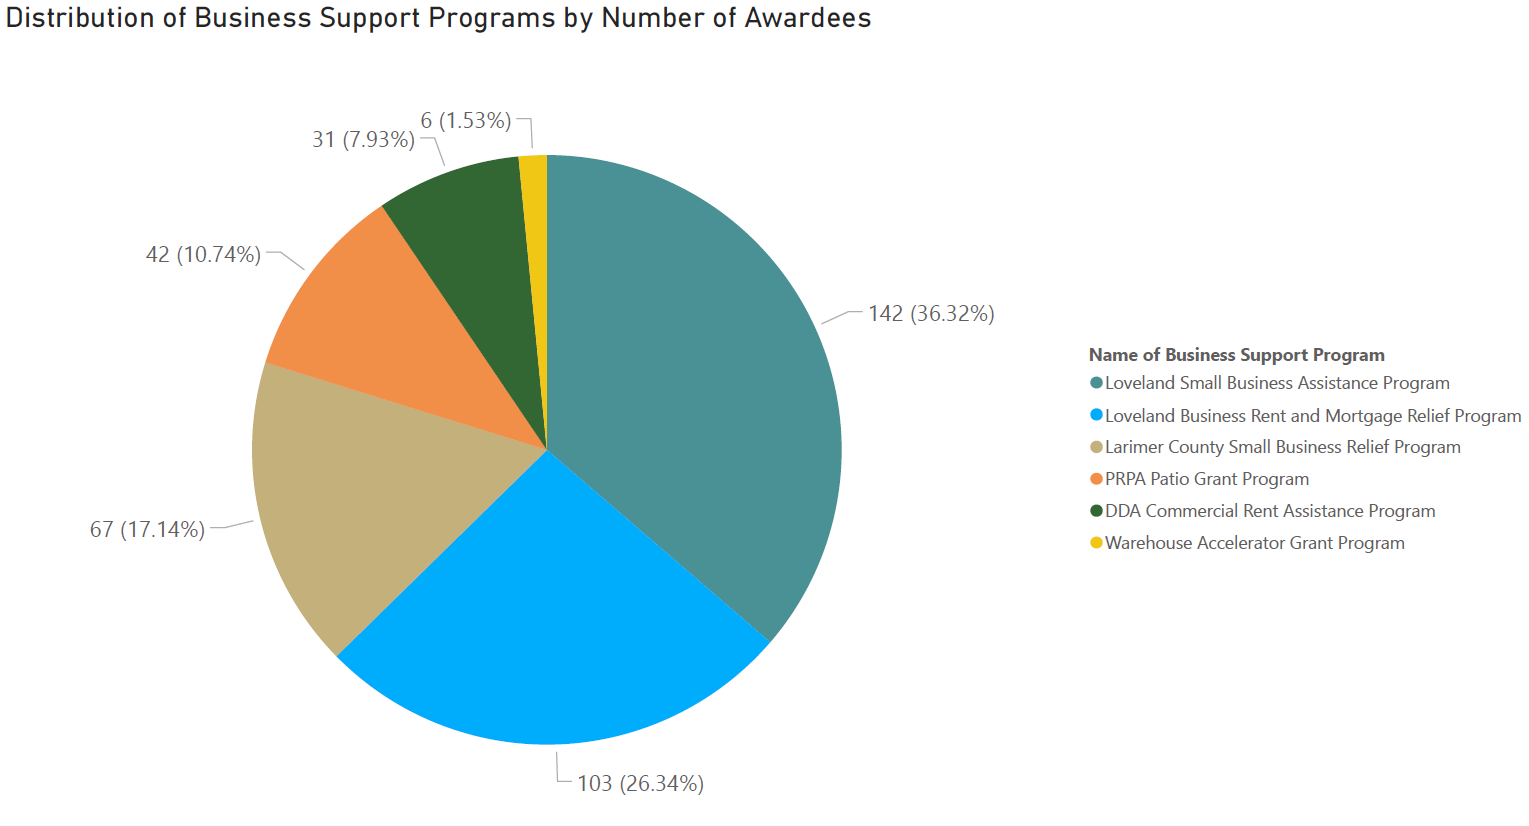 Distribution of Business Support Programs by Number of Awardees
6 (1.53%)
31 (7.93%)
42 (10.74%)
142 (36.32%)
67 (17.14%)
103 (26.34%)
Name of Business Support Program
Loveland Small Business Assistance Program
Loveland Business Rent and Mortgage Relief Program
Larimer County Small Business Relief Program
PRPA Patio Grant Program
DDA Commercial Rent Assistance Program
Warehouse Accelerator Grant Program